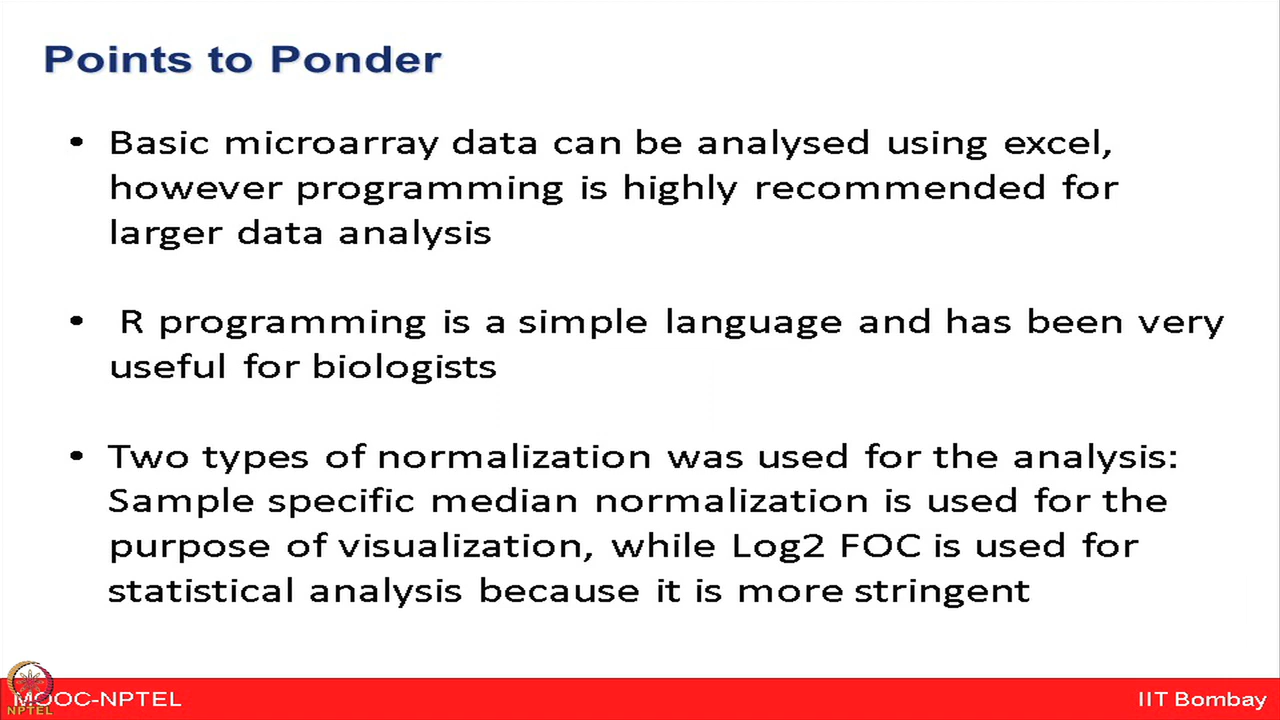 Points to Ponder
• Basic microarray data can be analysed using excel,
however programming is highly recommended for
larger data analysis
• R programming is a simple language and has been very
useful for biologists
• Two types of normalization was used for the analysis:
Sample specific median normalization is used for the
purpose of visualization, while Log2 FOC is used for
statistical analysis because it is more stringent
MOOC-NPTEL
NPTEL
IIT Bombay